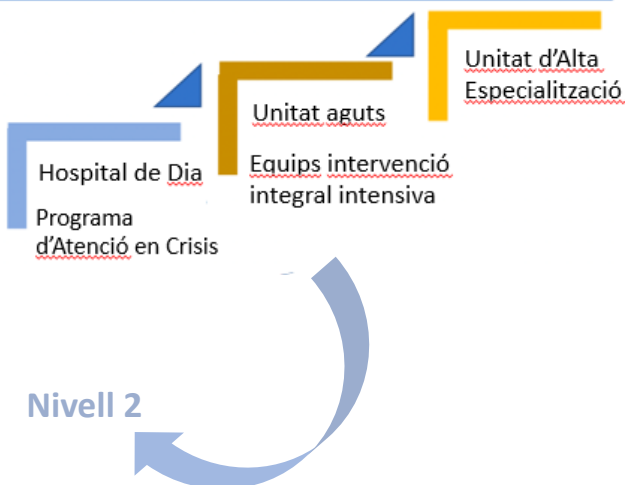 Hospital de Dia
Programa
d'Atenció en Crisis
Unitat aguts
Equips intervenció
integral intensiva
Unitat d'Alta
Especialització
Nivell 2